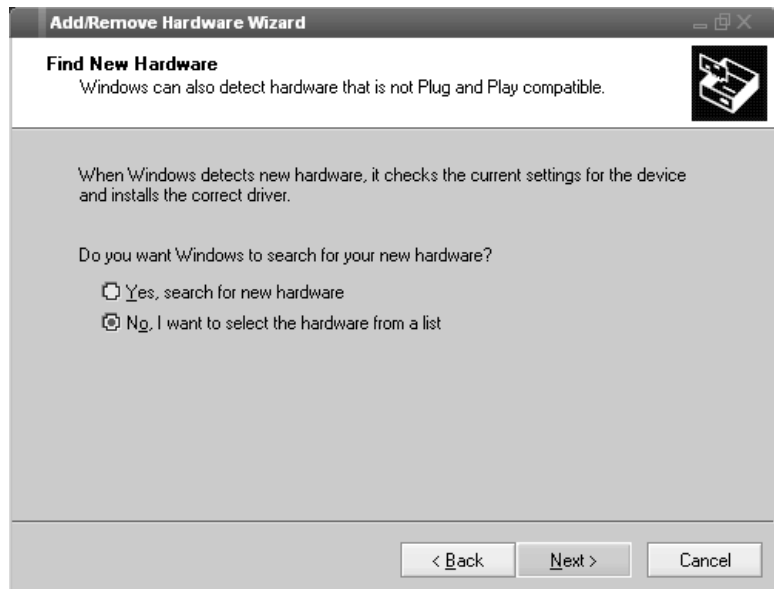 Add/Remove Hardware Wizard
Find New Hardware
Windows can also detect hardware that is not Plug and Play compatible.
When Windows detects new hardware, it checks the current settings for the device
and installs the correct driver.
Do you want Windows to search for your new hardware?
Yes, search for new hardware
No, I want to select the hardware from a list
< Back Next > Cancel